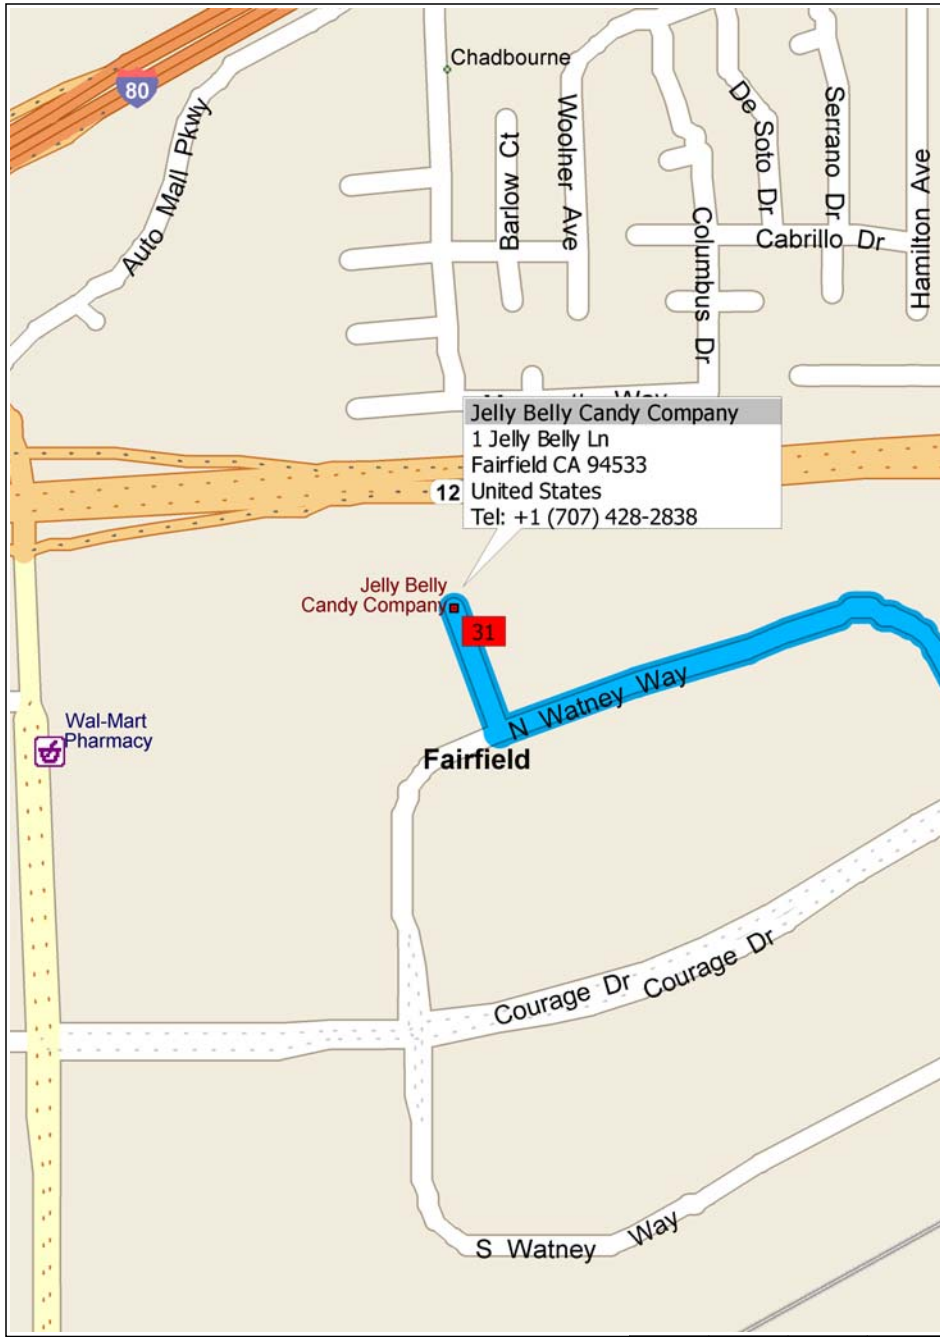 80
Chadbourne
Auto Mall Pkwy
Barlow Ct
Woolner Ave
De Soto Dr
Serrano Dr
Hamilton Ave
Columbus Dr
Cabrillo Dr
Way
Jelly Belly Candy Company
1 Jelly Belly Ln
Fairfield CA 94533
United States
Tel: +1 (707) 428-2838
12
Jelly Belly
Candy Company
31
N Watney Way
Wal-Mart
Pharmacy
Fairfield
Courage Dr
Courage Dr
S Watney Way